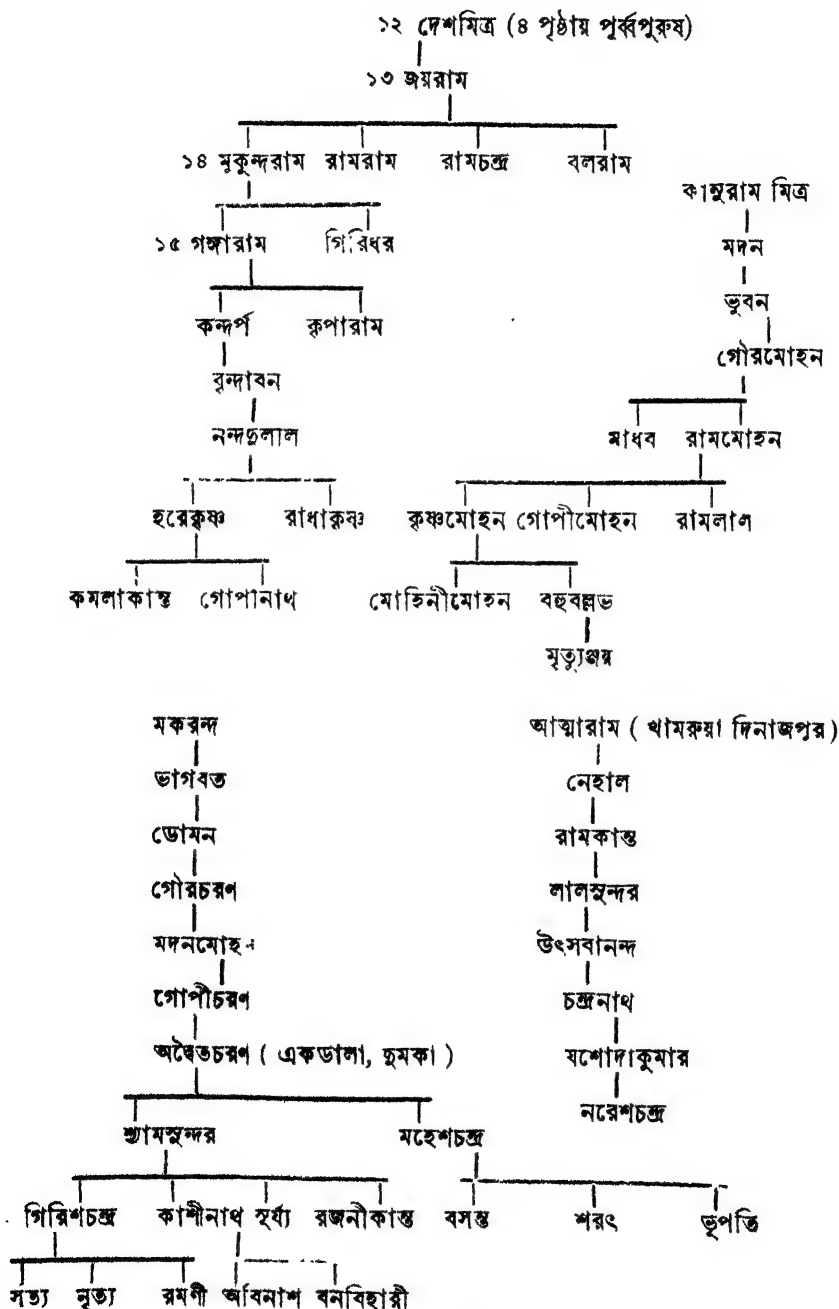 ১২ দেশমিত্র (৪ পৃষ্ঠায় পূর্ব্বপুরুষ)
১৩ জয়রাম
১৪ মুকুন্দরাম রামরাম রামচন্দ্র বলরাম
কানুরাম মিত্র
১৫ গঙ্গারাম গিরিধর
মদন
ভুবন
কন্দর্প কৃপারাম
গৌরমোহন
বৃন্দাবন
নন্দদুলাল
মাধব রামমোহন
হরেকৃষ্ণ রাধাকৃষ্ণ কৃষ্ণমোহন গোপীমোহন রামলাল
কমলাকান্ত গোপীনাথ মোহিনীমোহন বহুবল্লভ
মৃত্যুঞ্জয়
মকরন্দ আত্মারাম ( খামরুয়া দিনাজপুর )
ভাগবত নেহাল
ডোমন রামকান্ত
গৌরচরণ লালসুন্দর
মদনমোহন উৎসবানন্দ
গোপীচরণ চন্দ্রনাথ
অদ্বৈতচরণ ( একডালা, দুমকা ) যশোদাকুমার
নরেশচন্দ্র
শ্যামসুন্দর মহেশচন্দ্র
গিরিশচন্দ্র কাশীনাথ সূর্য্য রজনীকান্ত বসন্ত শরৎ ভূপতি
সত্য নৃত্য রমণী অবিনাশ বনবিহারী